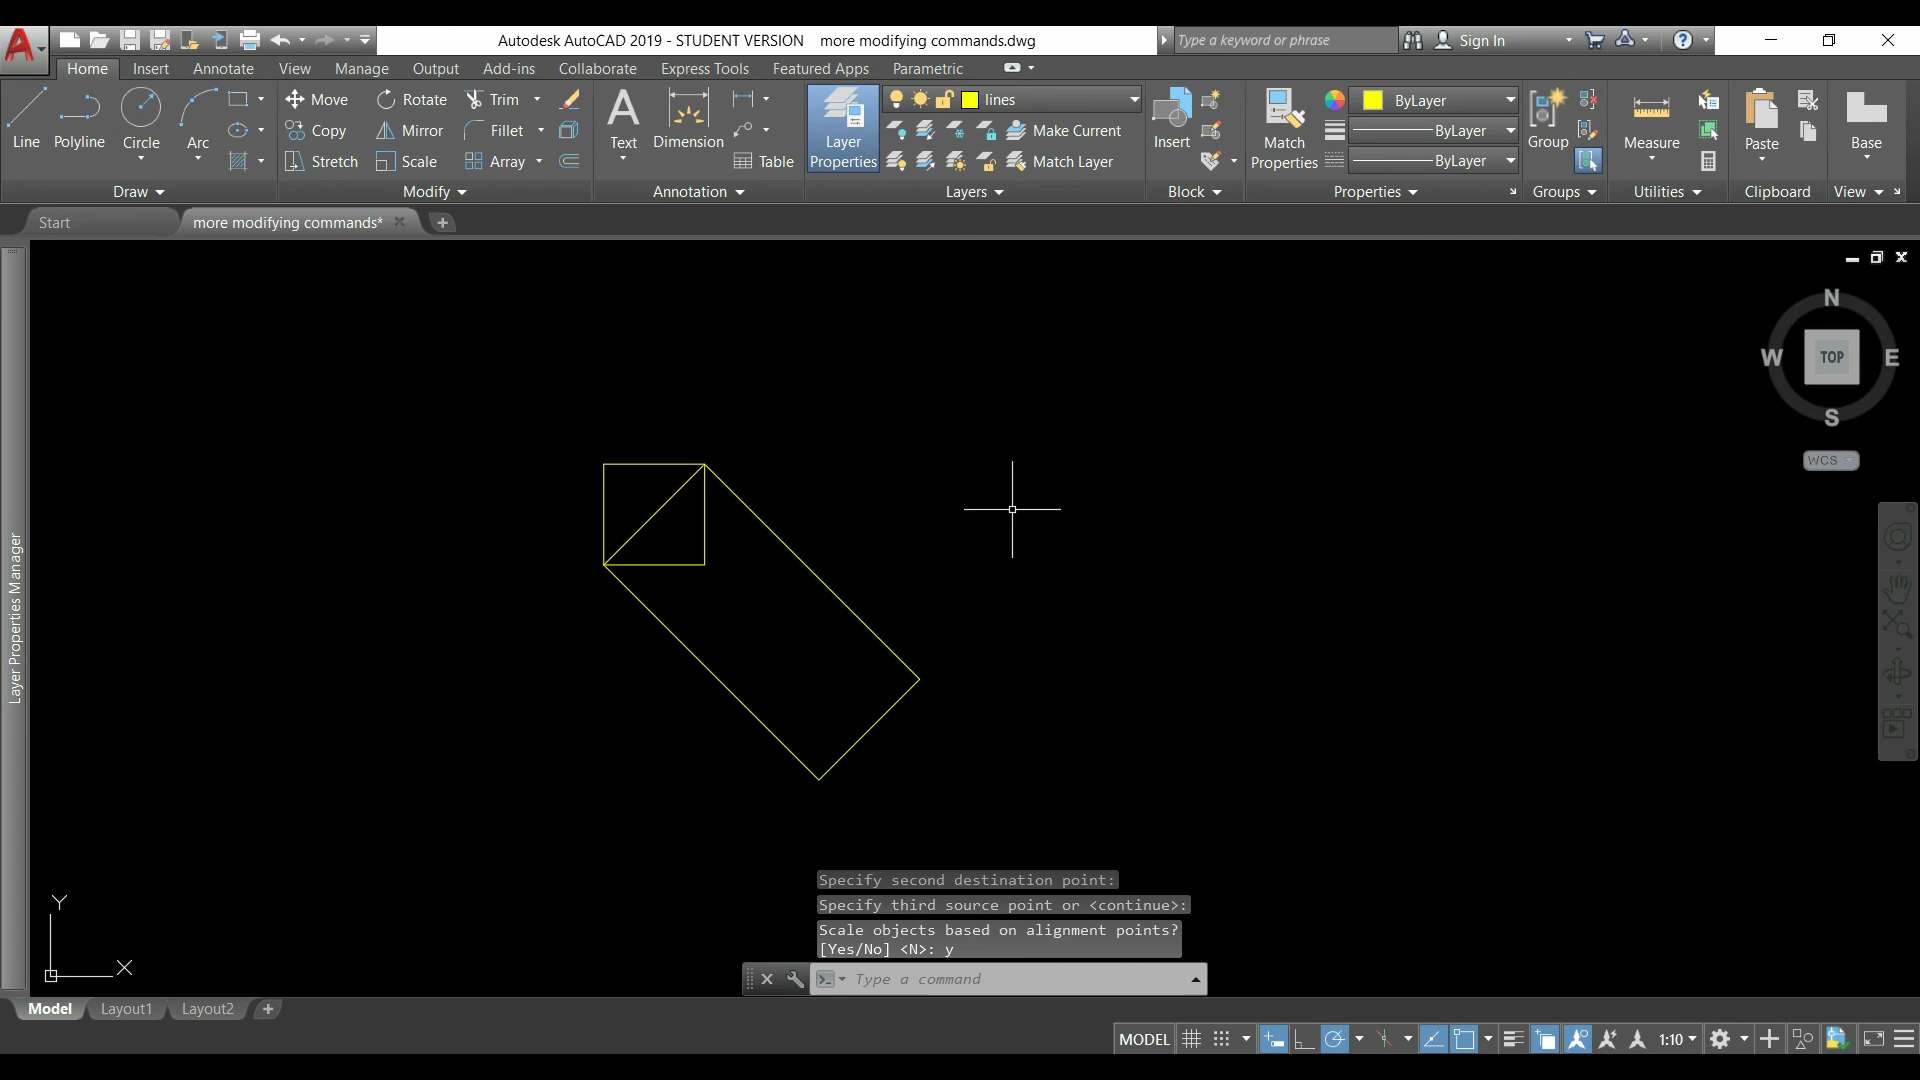 Autodesk AutoCAD 2019 - STUDENT VERSION more modifying commands.dwg
Type a keyword or phrase
Sign In
Home Insert Annotate View Manage Output Add-ins Collaborate Express Tools Featured Apps Parametric
Line Polyline Circle Arc
Move Rotate Trim
Copy Mirror Fillet
Stretch Scale Array
Text Dimension Table
Layer Properties
lines
Make Current
Match Layer
Insert
Match Properties
ByLayer
ByLayer
ByLayer
Group
Measure
Paste
Base
Draw Modify Annotation Layers Block Properties Groups Utilities Clipboard View
Start more modifying commands*
Layer Properties Manager
N
W TOP E
S
WCS
Specify second destination point:
Specify third source point or <continue>:
Scale objects based on alignment points?
[Yes/No] <N>: y
Type a command
Y
X
Model Layout1 Layout2
MODEL 1:10